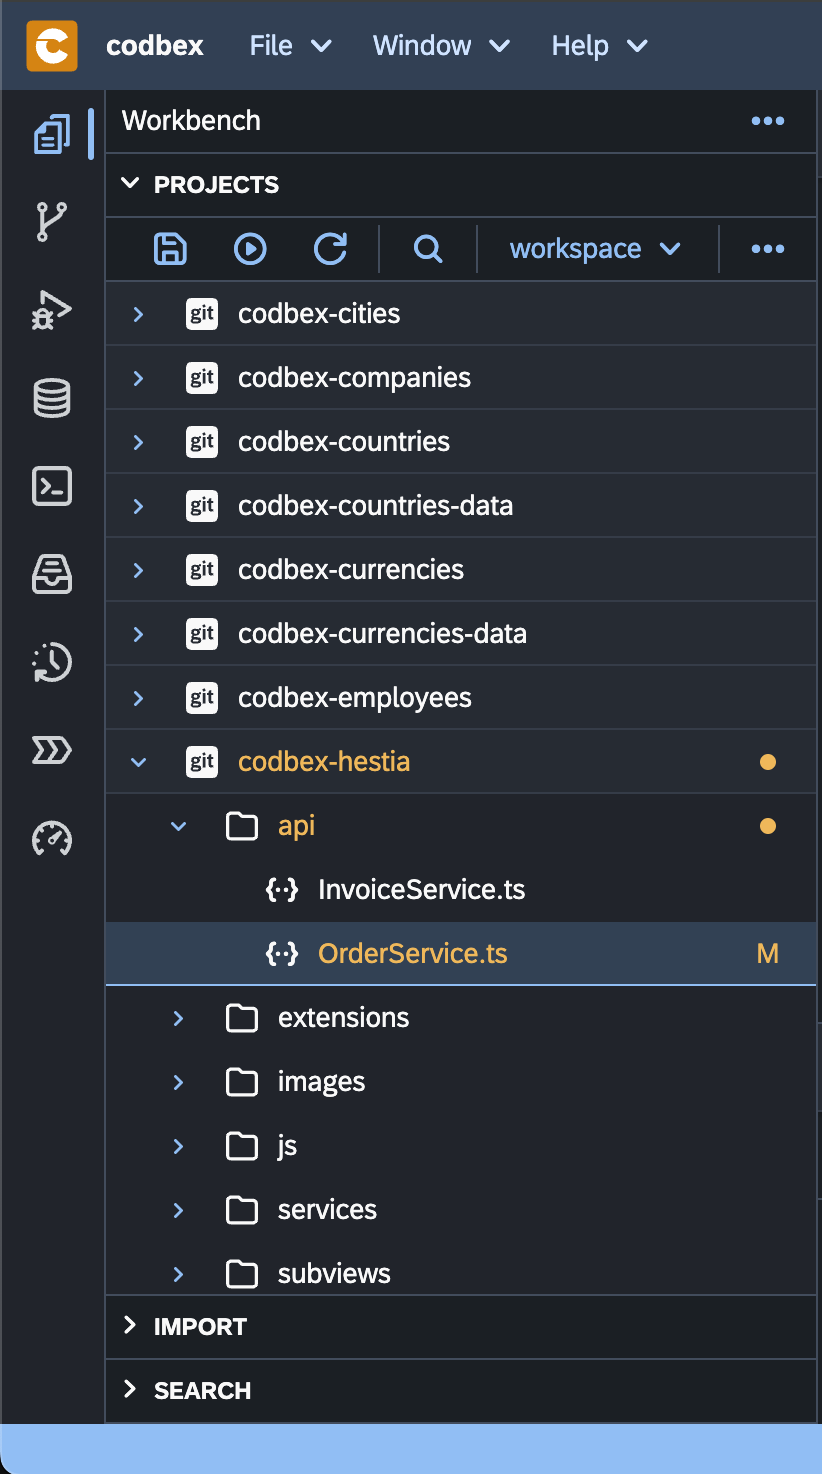 codbex File Window Help
Workbench
PROJECTS
workspace
git codbex-cities
git codbex-companies
git codbex-countries
git codbex-countries-data
git codbex-currencies
git codbex-currencies-data
git codbex-employees
git codbex-hestia
api
InvoiceService.ts
OrderService.ts M
extensions
images
js
services
subviews
IMPORT
SEARCH